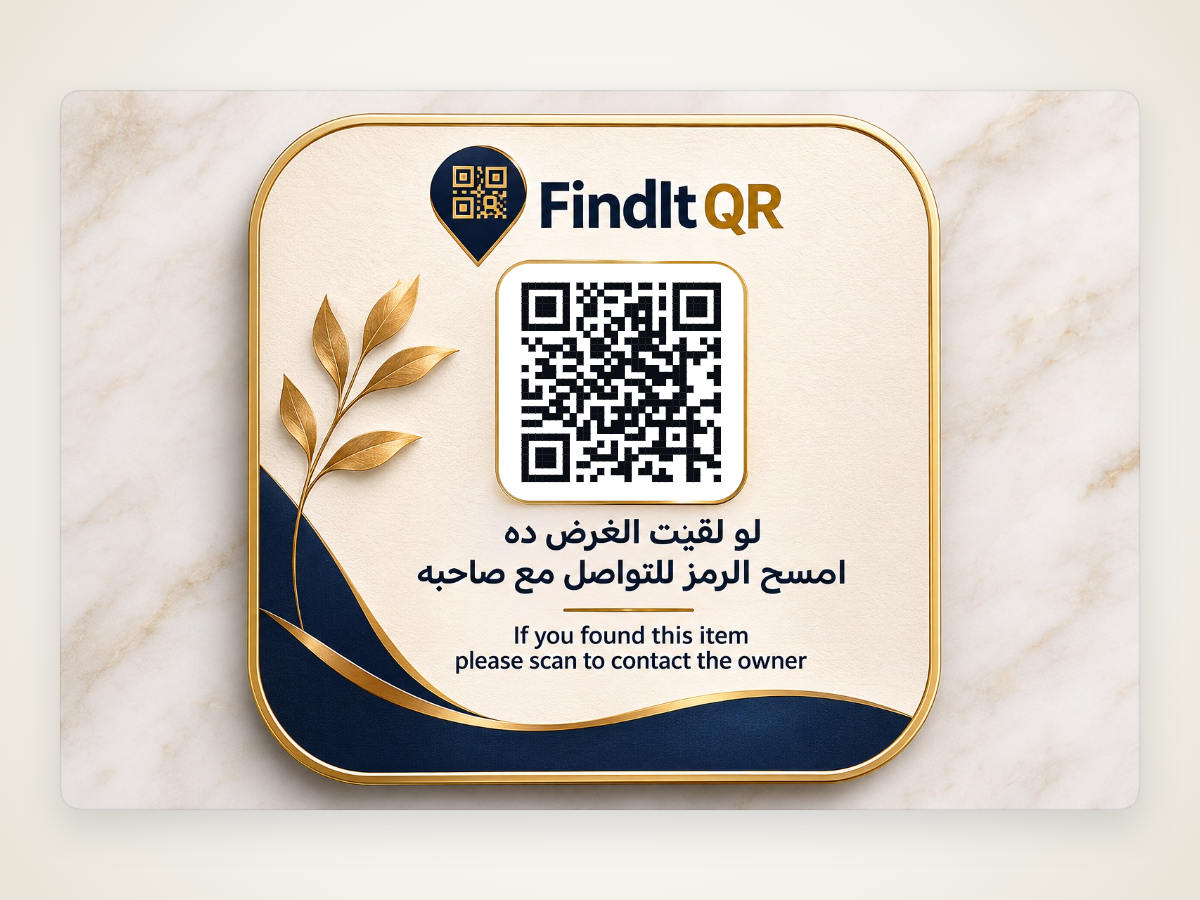 FindIt QR
لو لقيت الغرض ده
امسح الرمز للتواصل مع صاحبه
If you found this item
please scan to contact the owner